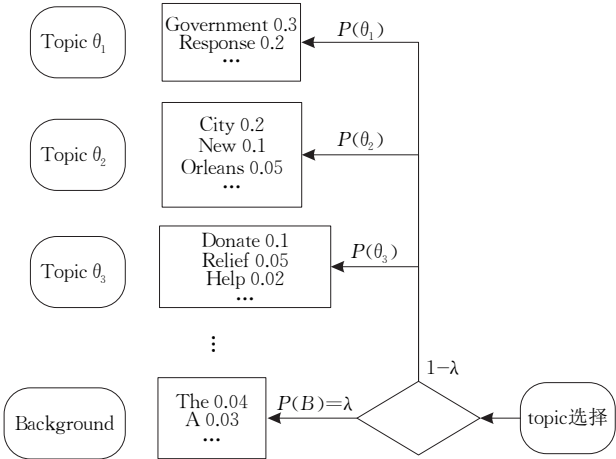 Topic θ₁
Government 0.3
Response 0.2
...
P(θ₁)
Topic θ₂
City 0.2
New 0.1
Orleans 0.05
...
P(θ₂)
Topic θ₃
Donate 0.1
Relief 0.05
Help 0.02
...
P(θ₃)
⋮
1−λ
Background
The 0.04
A 0.03
...
P(B)=λ
topic选择